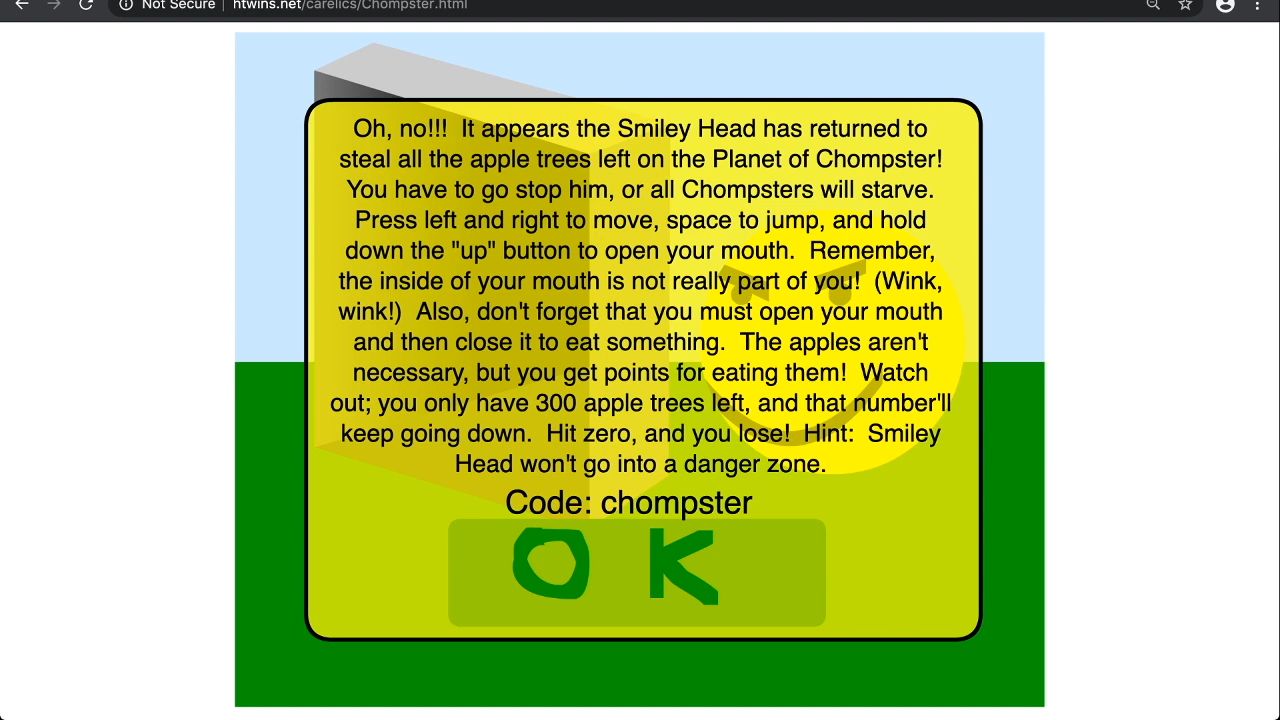 Not Secure | htwins.net/carelics/Chompster.html
Oh, no!!!  It appears the Smiley Head has returned to
steal all the apple trees left on the Planet of Chompster!
You have to go stop him, or all Chompsters will starve.
Press left and right to move, space to jump, and hold
down the "up" button to open your mouth.  Remember,
the inside of your mouth is not really part of you!  (Wink,
wink!)  Also, don't forget that you must open your mouth
and then close it to eat something.  The apples aren't
necessary, but you get points for eating them!  Watch
out; you only have 300 apple trees left, and that number'll
keep going down.  Hit zero, and you lose!  Hint:  Smiley
Head won't go into a danger zone.
Code: chompster
OK